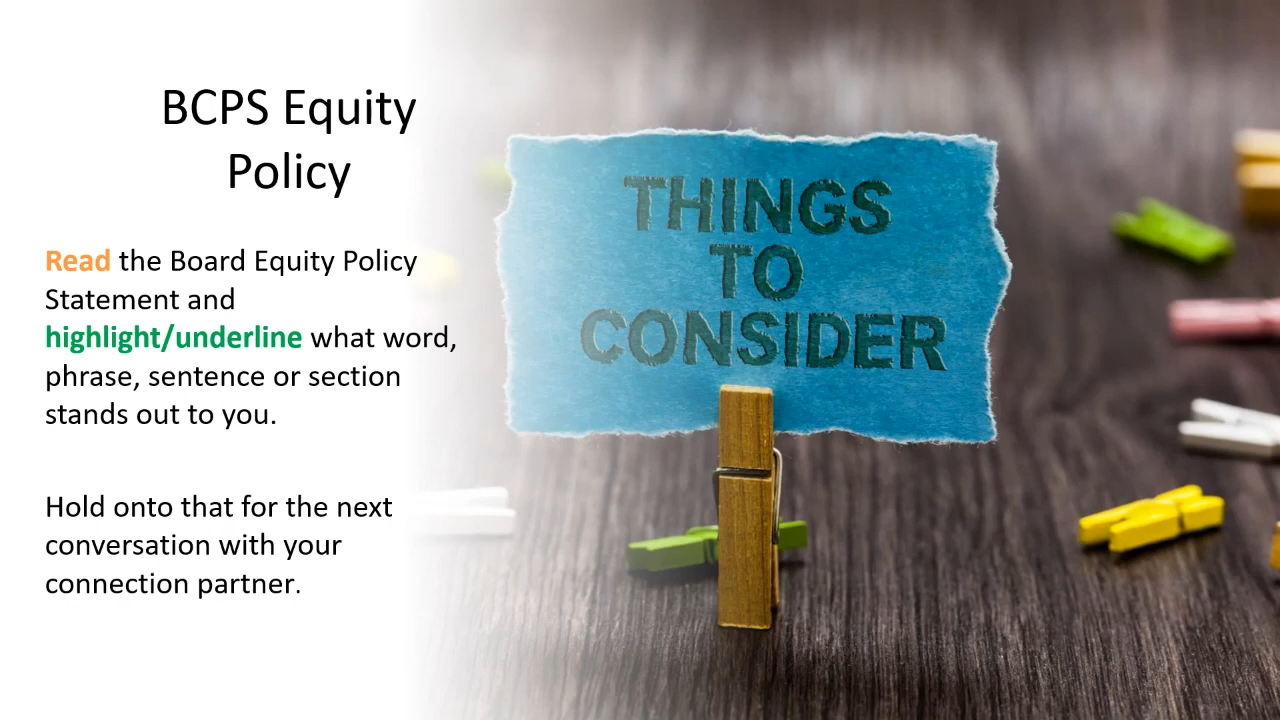 BCPS Equity
Policy
Read the Board Equity Policy
Statement and
highlight/underline what word,
phrase, sentence or section
stands out to you.
Hold onto that for the next
conversation with your
connection partner.
THINGS
TO
CONSIDER